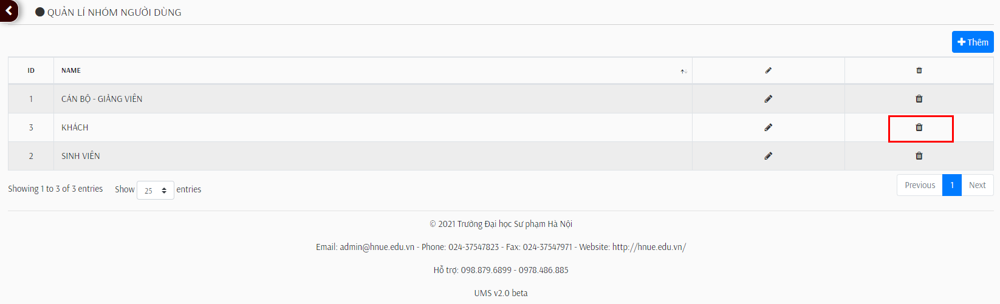 QUẢN LÍ NHÓM NGƯỜI DÙNG
Thêm
ID NAME
1 CÁN BỘ - GIẢNG VIÊN
3 KHÁCH
2 SINH VIÊN
Showing 1 to 3 of 3 entries Show 25 entries Previous 1 Next
© 2021 Trường Đại học Sư phạm Hà Nội
Email: admin@hnue.edu.vn - Phone: 024-37547823 - Fax: 024-37547971 - Website: http://hnue.edu.vn/
Hỗ trợ: 098.879.6899 - 0978.486.885
UMS v2.0 beta